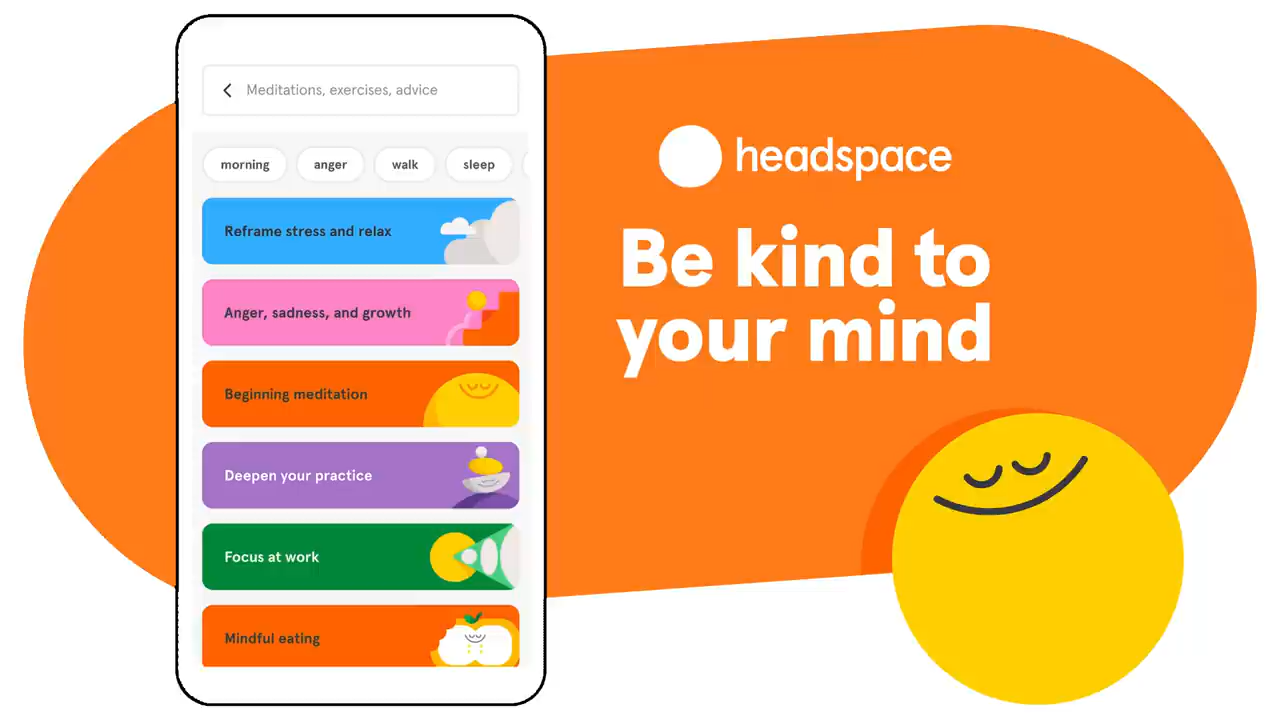 Meditations, exercises, advice
morning anger walk sleep
Reframe stress and relax
Anger, sadness, and growth
Beginning meditation
Deepen your practice
Focus at work
Mindful eating
headspace
Be kind to
your mind